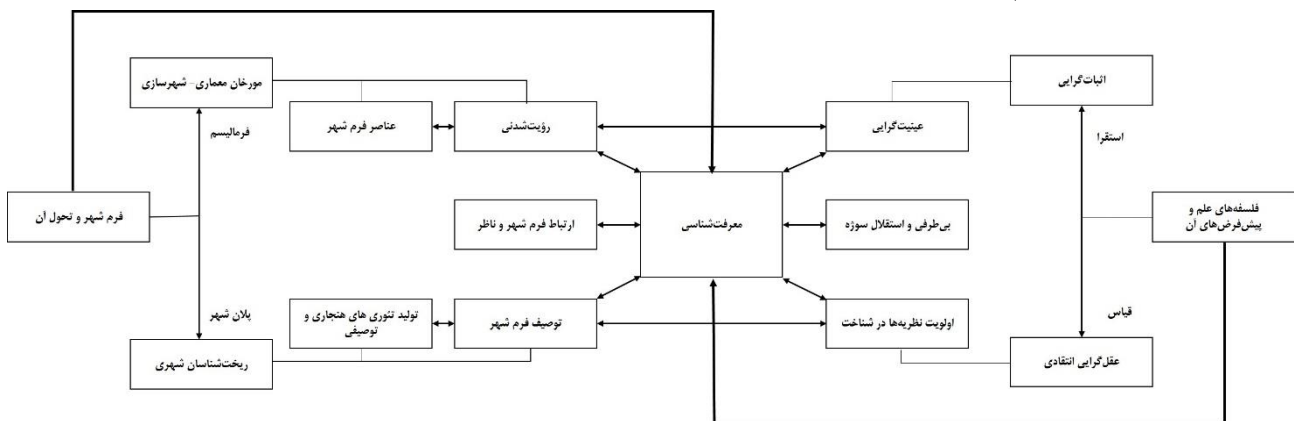 اثبات‌گرایی
مورخان معماری- شهرسازی
عینیت‌گرایی
رؤیت‌شدنی
عناصر فرم شهر
استقرا
فرمالیسم
فلسفه‌های علم و
پیش‌فرض‌های آن
بی‌طرفی و استقلال سوژه
معرفت‌شناسی
ارتباط فرم شهر و ناظر
فرم شهر و تحول آن
قیاس
پلان شهر
اولویت نظریه‌ها در شناخت
توصیف فرم شهر
تولید تئوری های هنجاری و
توصیفی
عقل‌گرایی انتقادی
ریخت‌شناسان شهری